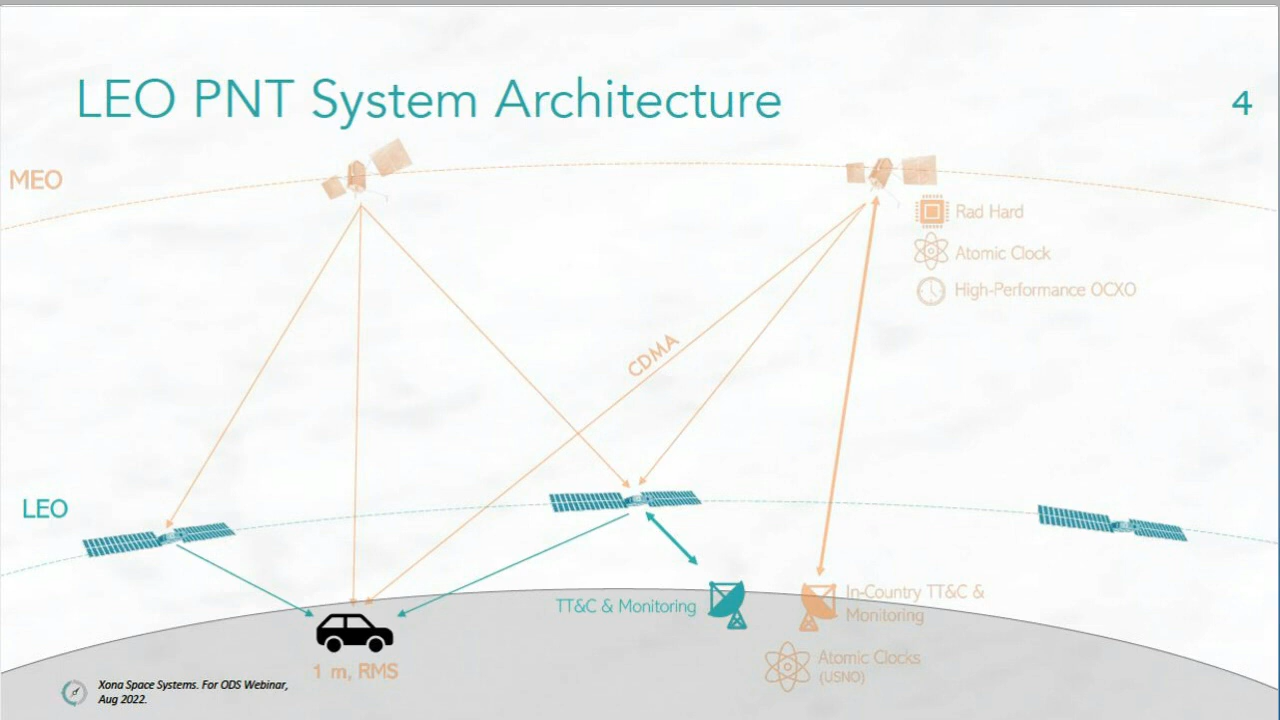 LEO PNT System Architecture
4
MEO
Rad Hard
Atomic Clock
High-Performance OCXO
CDMA
LEO
TT&C & Monitoring
In-Country TT&C &
Monitoring
1 m, RMS
Atomic Clocks
(USNO)
Xona Space Systems. For ODS Webinar,
Aug 2022.